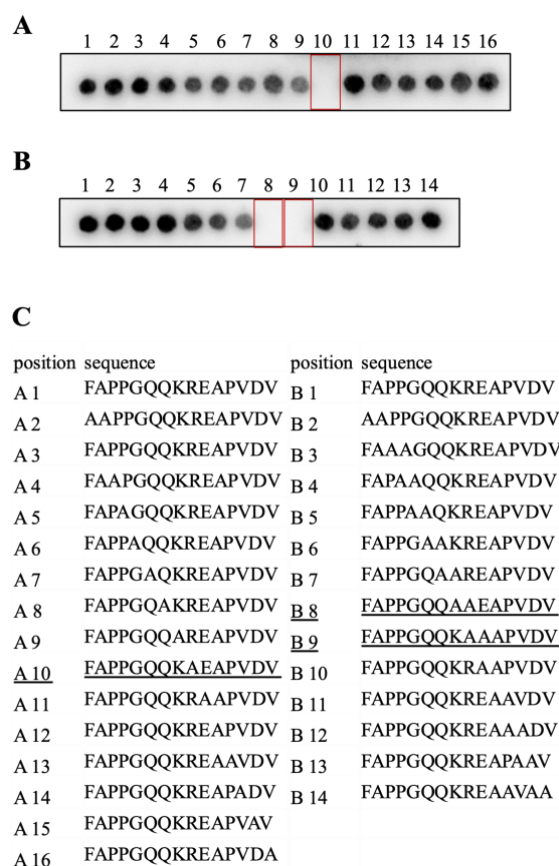 A
1 2 3 4 5 6 7 8 9 10 11 12 13 14 15 16
B
1 2 3 4 5 6 7 8 9 10 11 12 13 14
C
position sequence position sequence
A 1 FAPPGQQKREAPVDV B 1 FAPPGQQKREAPVDV
A 2 AAPPGQQKREAPVDV B 2 AAPPGQQKREAPVDV
A 3 FAPPGQQKREAPVDV B 3 FAAAGQQKREAPVDV
A 4 FAAPGQQKREAPVDV B 4 FAPAAQQKREAPVDV
A 5 FAPAGQQKREAPVDV B 5 FAPPAAQKREAPVDV
A 6 FAPPAQQKREAPVDV B 6 FAPPGAAKREAPVDV
A 7 FAPPGAQKREAPVDV B 7 FAPPGQAAREAPVDV
A 8 FAPPGQAKREAPVDV B 8 FAPPGQQAAEAPVDV
A 9 FAPPGQQAREAPVDV B 9 FAPPGQQKAAAPVDV
A 10 FAPPGQQKAEAPVDV B 10 FAPPGQQKRAAPVDV
A 11 FAPPGQQKRAAPVDV B 11 FAPPGQQKREAAVDV
A 12 FAPPGQQKREAPVDV B 12 FAPPGQQKREAAADV
A 13 FAPPGQQKREAAVDV B 13 FAPPGQQKREAPAAV
A 14 FAPPGQQKREAPADV B 14 FAPPGQQKREAAVAA
A 15 FAPPGQQKREAPVAV
A 16 FAPPGQQKREAPVDA